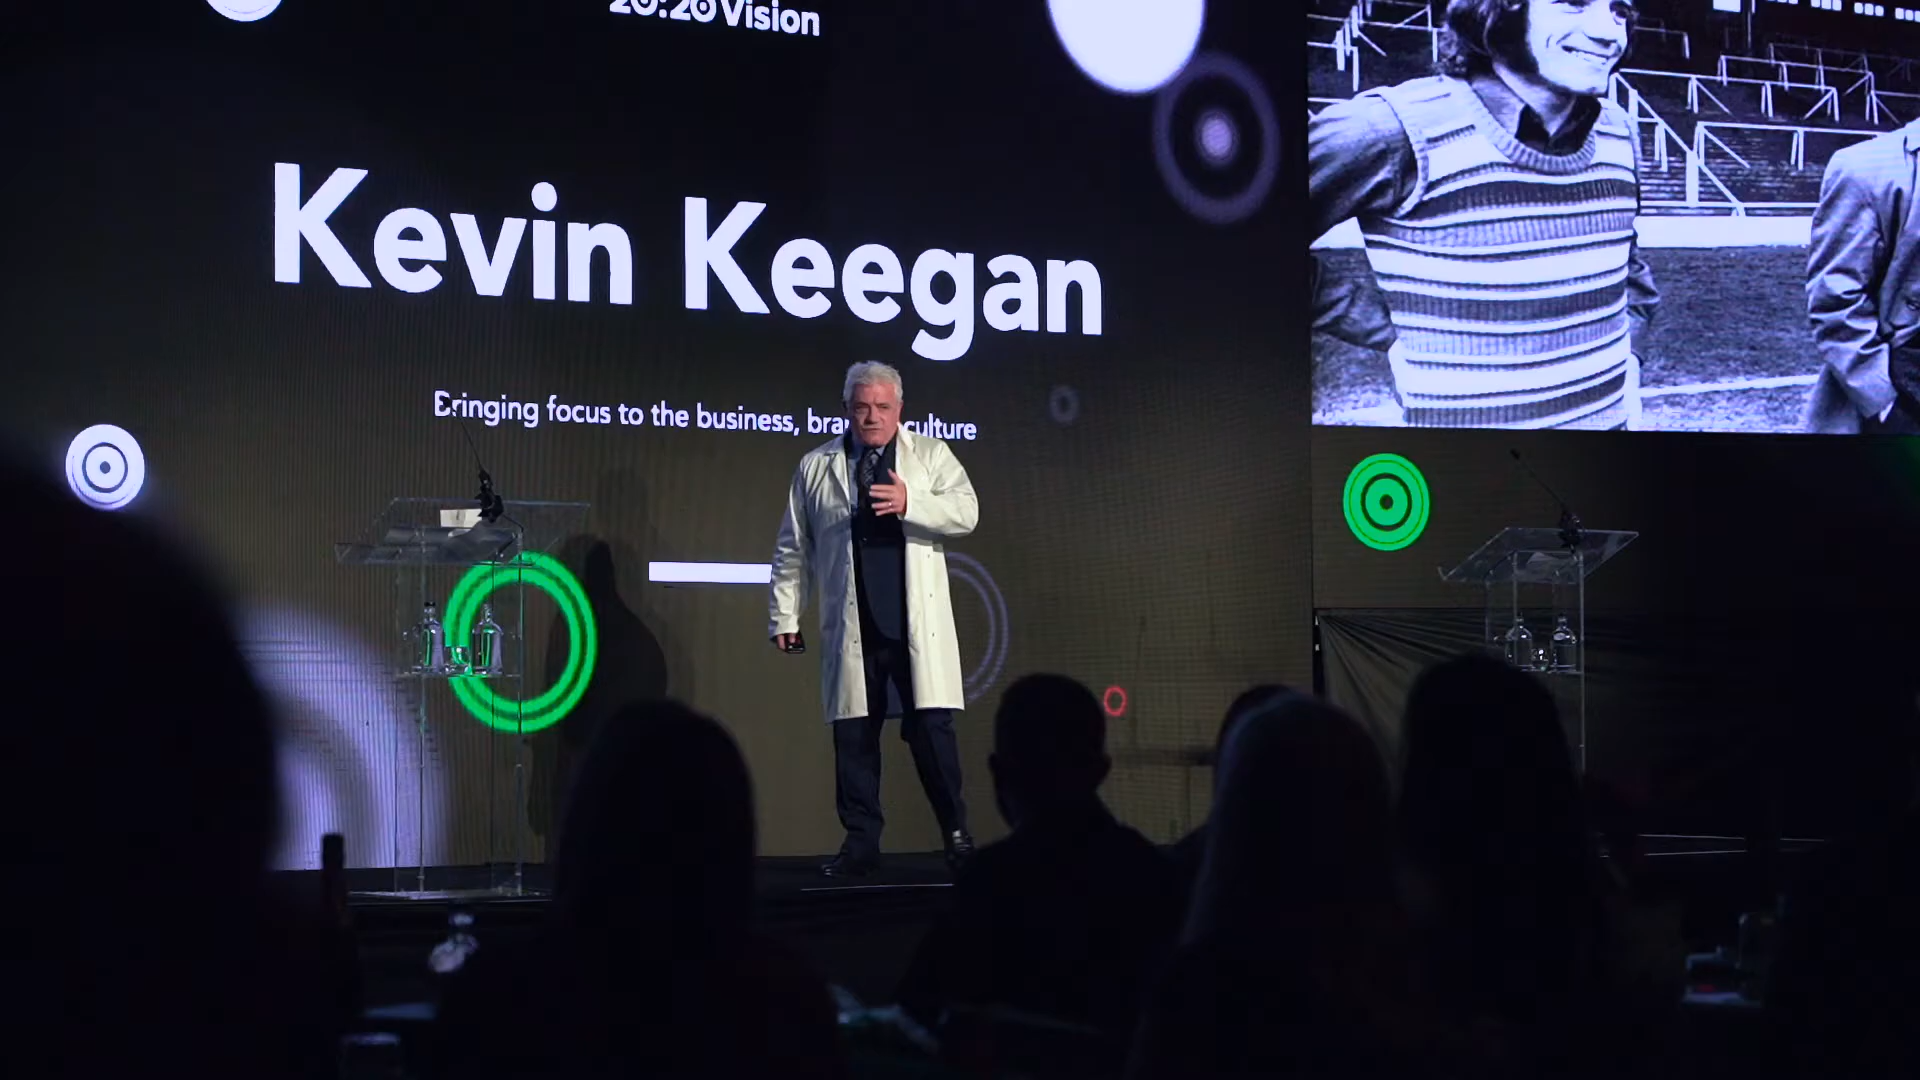 20:20 Vision
Kevin Keegan
Bringing focus to the business, culture